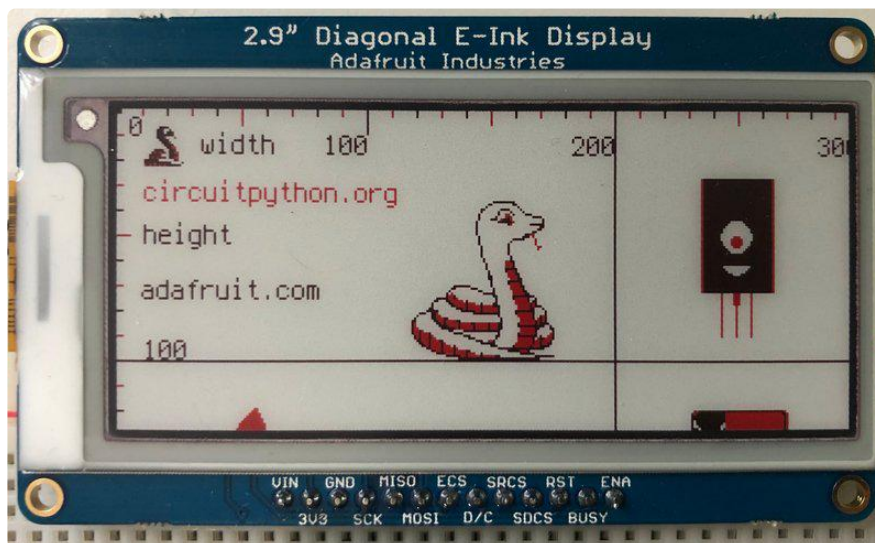 2.9" Diagonal E-Ink Display
Adafruit Industries
0
width 100 200 300
circuitpython.org
height
adafruit.com
100
VIN GND MISO ECS SRCS RST ENA
3V3 SCK MOSI D/C SDCS BUSY